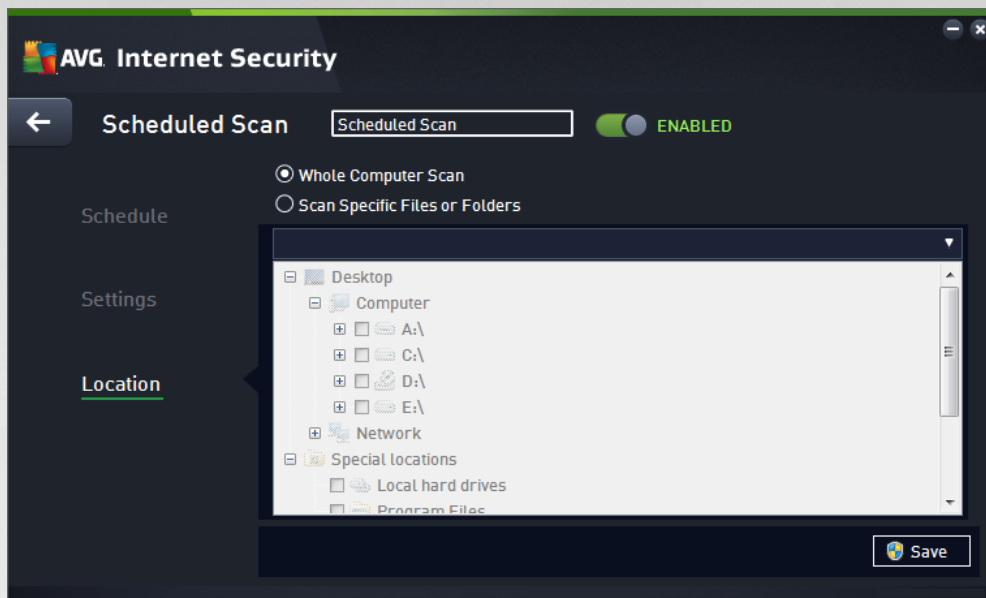 AVG. Internet Security
Scheduled Scan
Scheduled Scan
ENABLED
Whole Computer Scan
Scan Specific Files or Folders
Schedule
Settings
Location
Desktop
Computer
A:\
C:\
D:\
E:\
Network
Special locations
Local hard drives
Program Files
Save